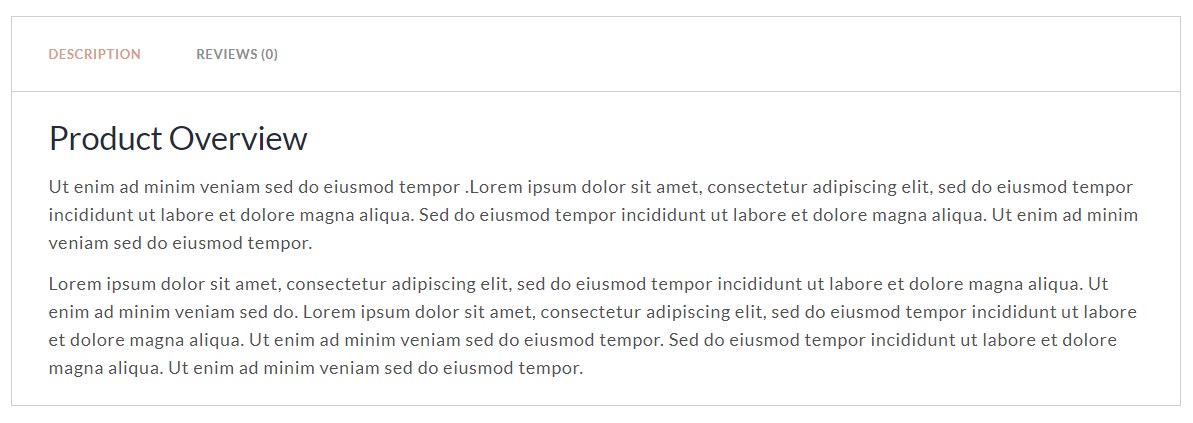 DESCRIPTION REVIEWS (0)
Product Overview
Ut enim ad minim veniam sed do eiusmod tempor .Lorem ipsum dolor sit amet, consectetur adipiscing elit, sed do eiusmod tempor
incididunt ut labore et dolore magna aliqua. Sed do eiusmod tempor incididunt ut labore et dolore magna aliqua. Ut enim ad minim
veniam sed do eiusmod tempor.
Lorem ipsum dolor sit amet, consectetur adipiscing elit, sed do eiusmod tempor incididunt ut labore et dolore magna aliqua. Ut
enim ad minim veniam sed do. Lorem ipsum dolor sit amet, consectetur adipiscing elit, sed do eiusmod tempor incididunt ut labore
et dolore magna aliqua. Ut enim ad minim veniam sed do eiusmod tempor. Sed do eiusmod tempor incididunt ut labore et dolore
magna aliqua. Ut enim ad minim veniam sed do eiusmod tempor.